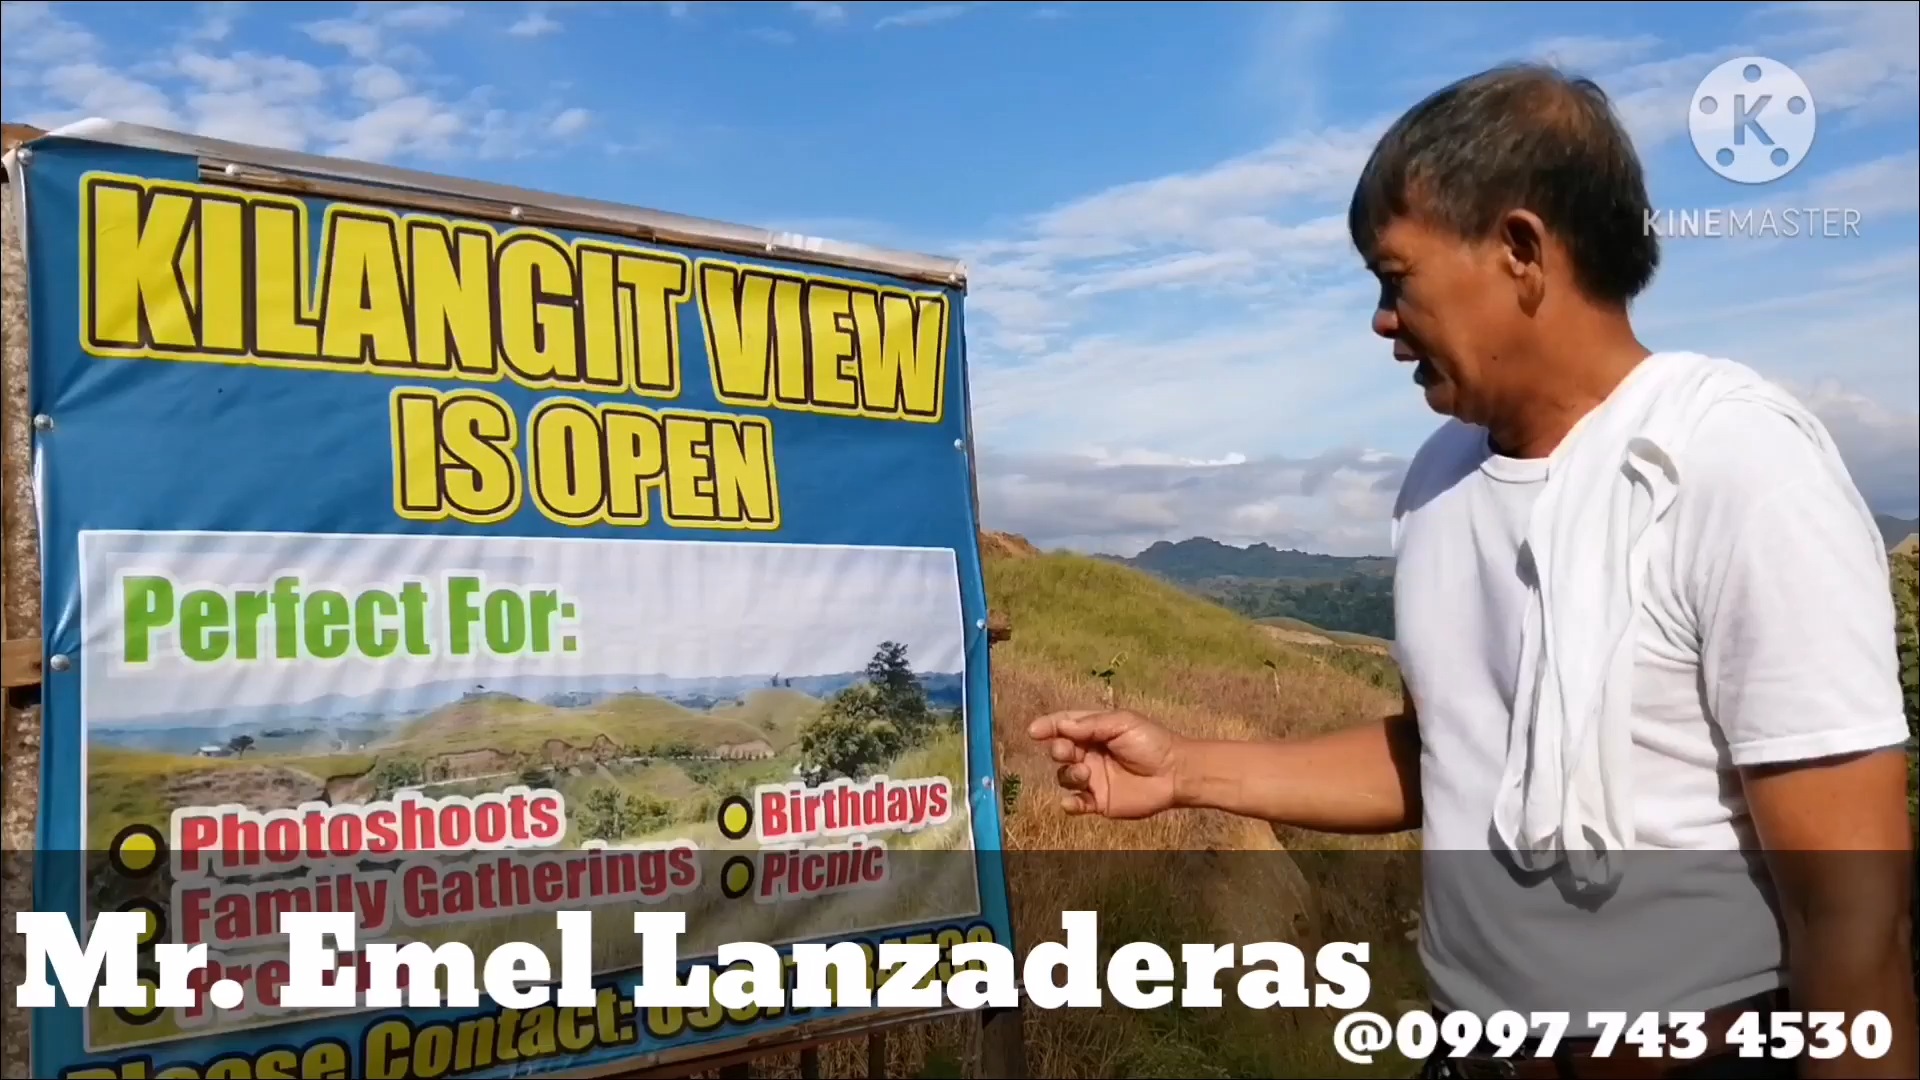 K
KINEMASTER
KILANGIT VIEW
IS OPEN
Perfect For:
Photoshoots
Birthdays
Family Gatherings
Picnic
Mr. Emel Lanzaderas
Please Contact:
@0997 743 4530